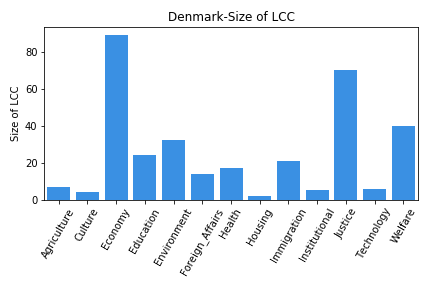 Denmark-Size of LCC
Size of LCC
80
60
40
20
0
Agriculture
Culture
Economy
Education
Environment
Foreign_Affairs
Health
Housing
Immigration
Institutional
Justice
Technology
Welfare